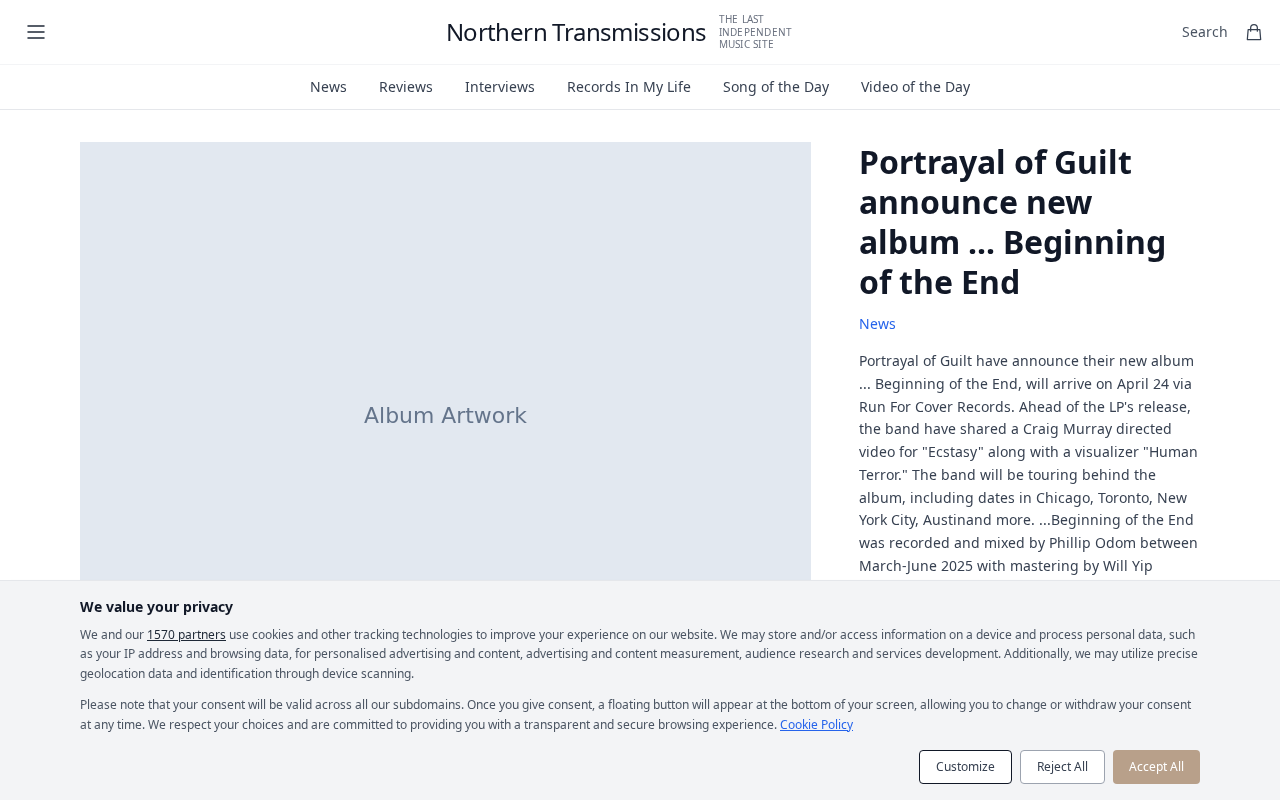 Northern Transmissions
THE LAST
INDEPENDENT
MUSIC SITE
Search
News
Reviews
Interviews
Records In My Life
Song of the Day
Video of the Day
Album Artwork
Portrayal of Guilt
announce new
album ... Beginning
of the End
News
Portrayal of Guilt have announce their new album
... Beginning of the End, will arrive on April 24 via
Run For Cover Records. Ahead of the LP's release,
the band have shared a Craig Murray directed
video for "Ecstasy" along with a visualizer "Human
Terror." The band will be touring behind the
album, including dates in Chicago, Toronto, New
York City, Austinand more. ...Beginning of the End
was recorded and mixed by Phillip Odom between
March-June 2025 with mastering by Will Yip
We value your privacy
We and our 1570 partners use cookies and other tracking technologies to improve your experience on our website. We may store and/or access information on a device and process personal data, such
as your IP address and browsing data, for personalised advertising and content, advertising and content measurement, audience research and services development. Additionally, we may utilize precise
geolocation data and identification through device scanning.
Please note that your consent will be valid across all our subdomains. Once you give consent, a floating button will appear at the bottom of your screen, allowing you to change or withdraw your consent
at any time. We respect your choices and are committed to providing you with a transparent and secure browsing experience. Cookie Policy
Customize
Reject All
Accept All